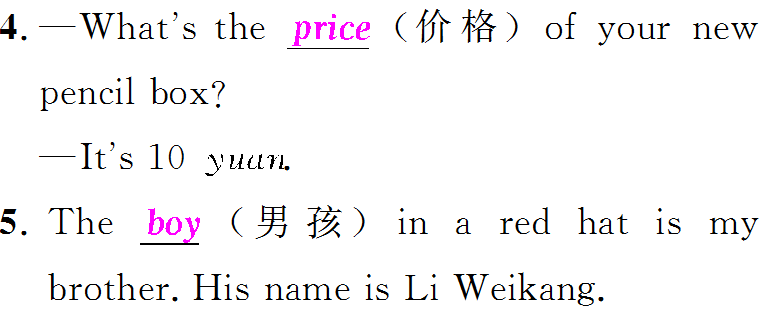 4. —What's the price（价格）of your new
pencil box?
—It's 10 yuan.
5. The boy（男孩）in a red hat is my
brother. His name is Li Weikang.